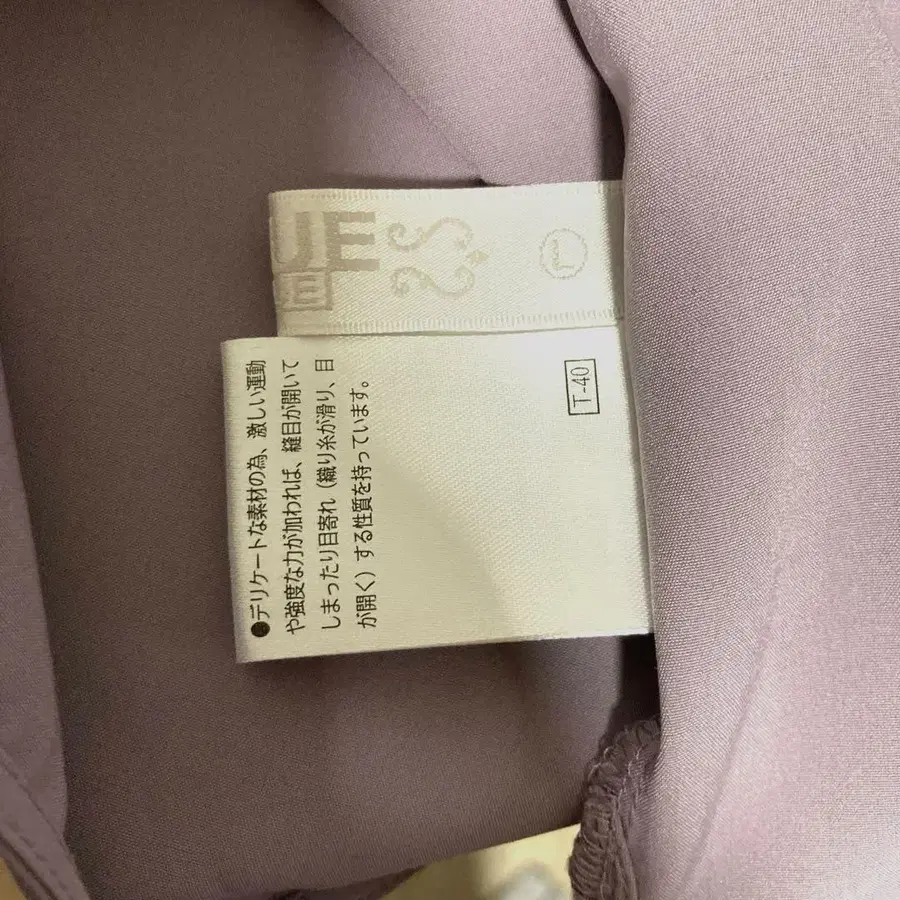 T-40
●デリケートな素材の為、激しい運動
や強度な力が加われば、縫目が開いて
しまったり目寄れ（織り糸が滑り、目
が開く）する性質を持っています。